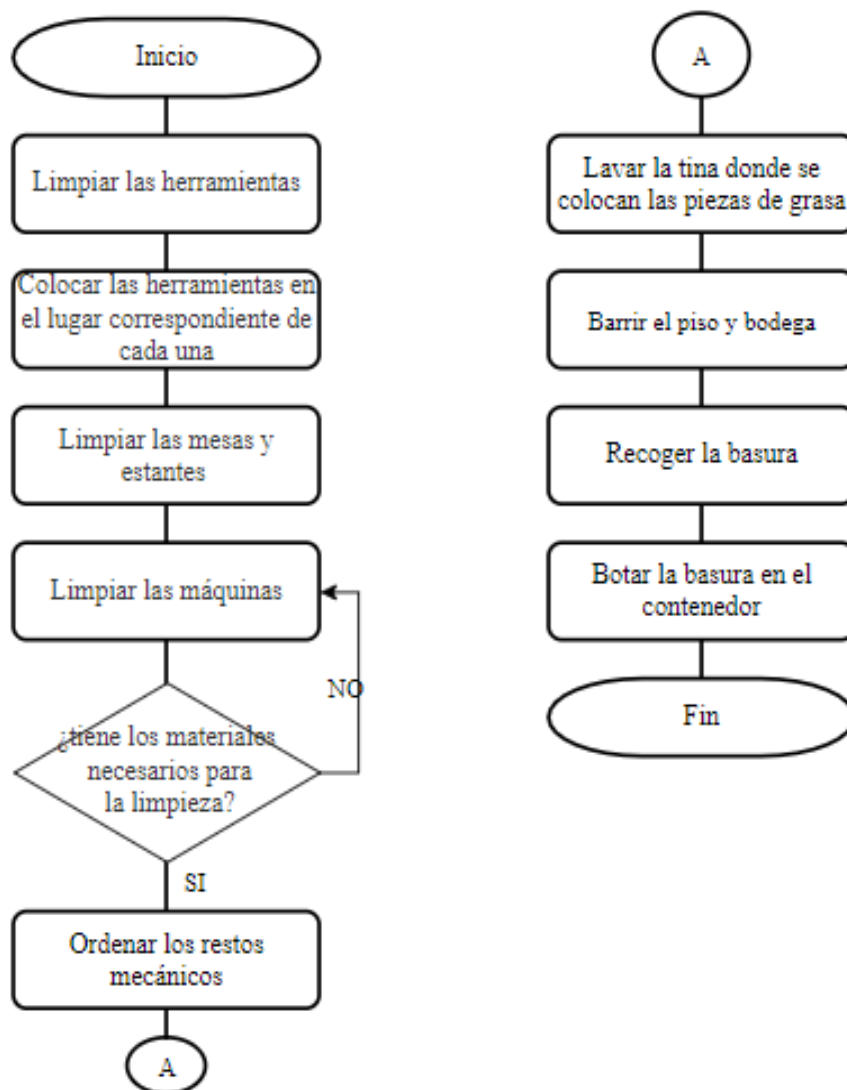 Inicio
Limpiar las herramientas
Colocar las herramientas en
el lugar correspondiente de
cada una
Limpiar las mesas y
estantes
Limpiar las máquinas
NO
¿tiene los materiales
necesarios para
la limpieza?
SI
Ordenar los restos
mecánicos
A
A
Lavar la tina donde se
colocan las piezas de grasa
Barrir el piso y bodega
Recoger la basura
Botar la basura en el
contenedor
Fin